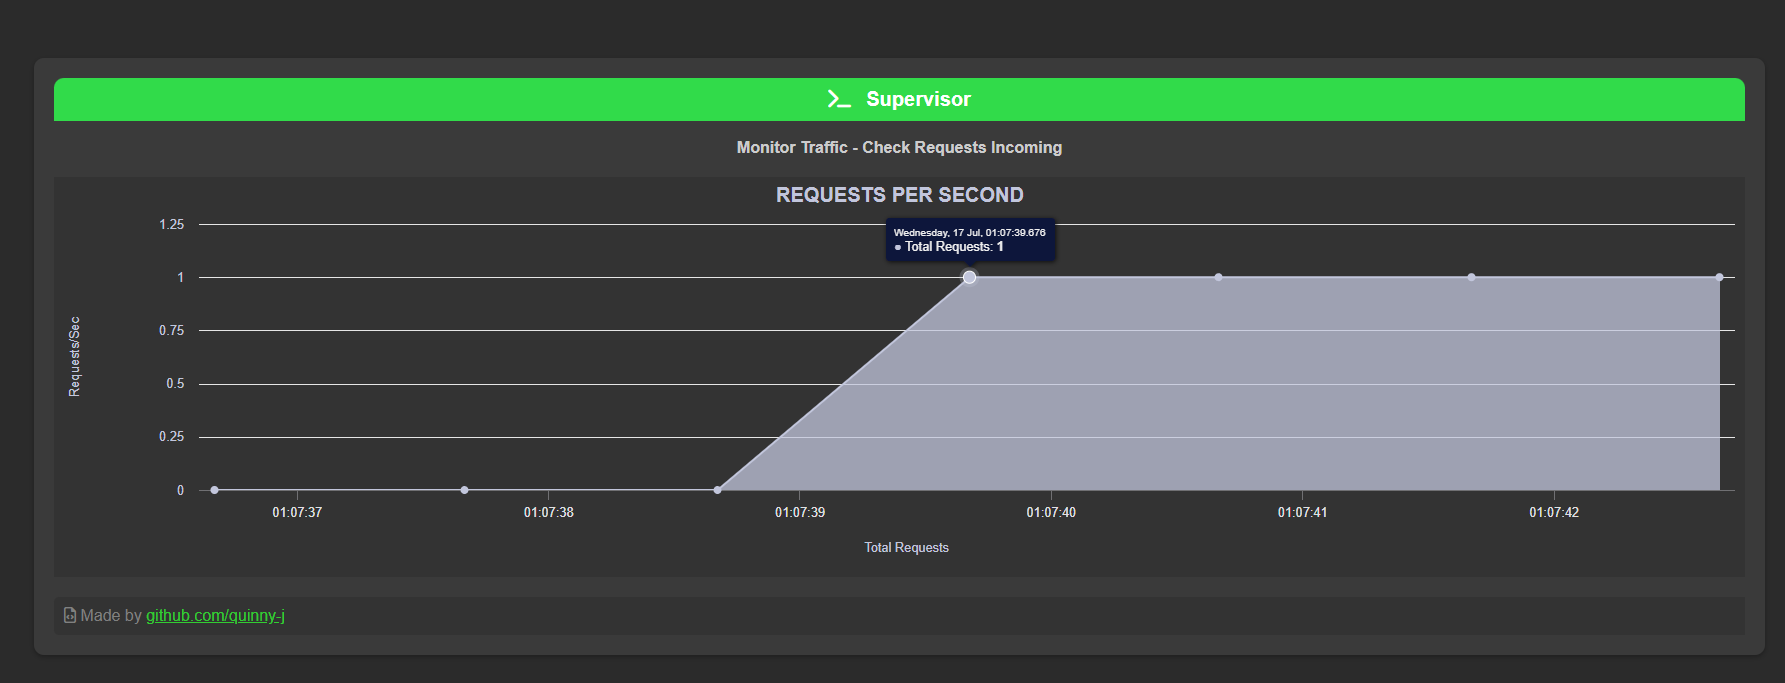 Supervisor
Monitor Traffic - Check Requests Incoming
REQUESTS PER SECOND
1.25
Wednesday, 17 Jul, 01:07:39.676
Total Requests: 1
1
0.75
0.5
0.25
0
Requests/Sec
01:07:37
01:07:38
01:07:39
01:07:40
01:07:41
01:07:42
Total Requests
Made by github.com/quinny-j